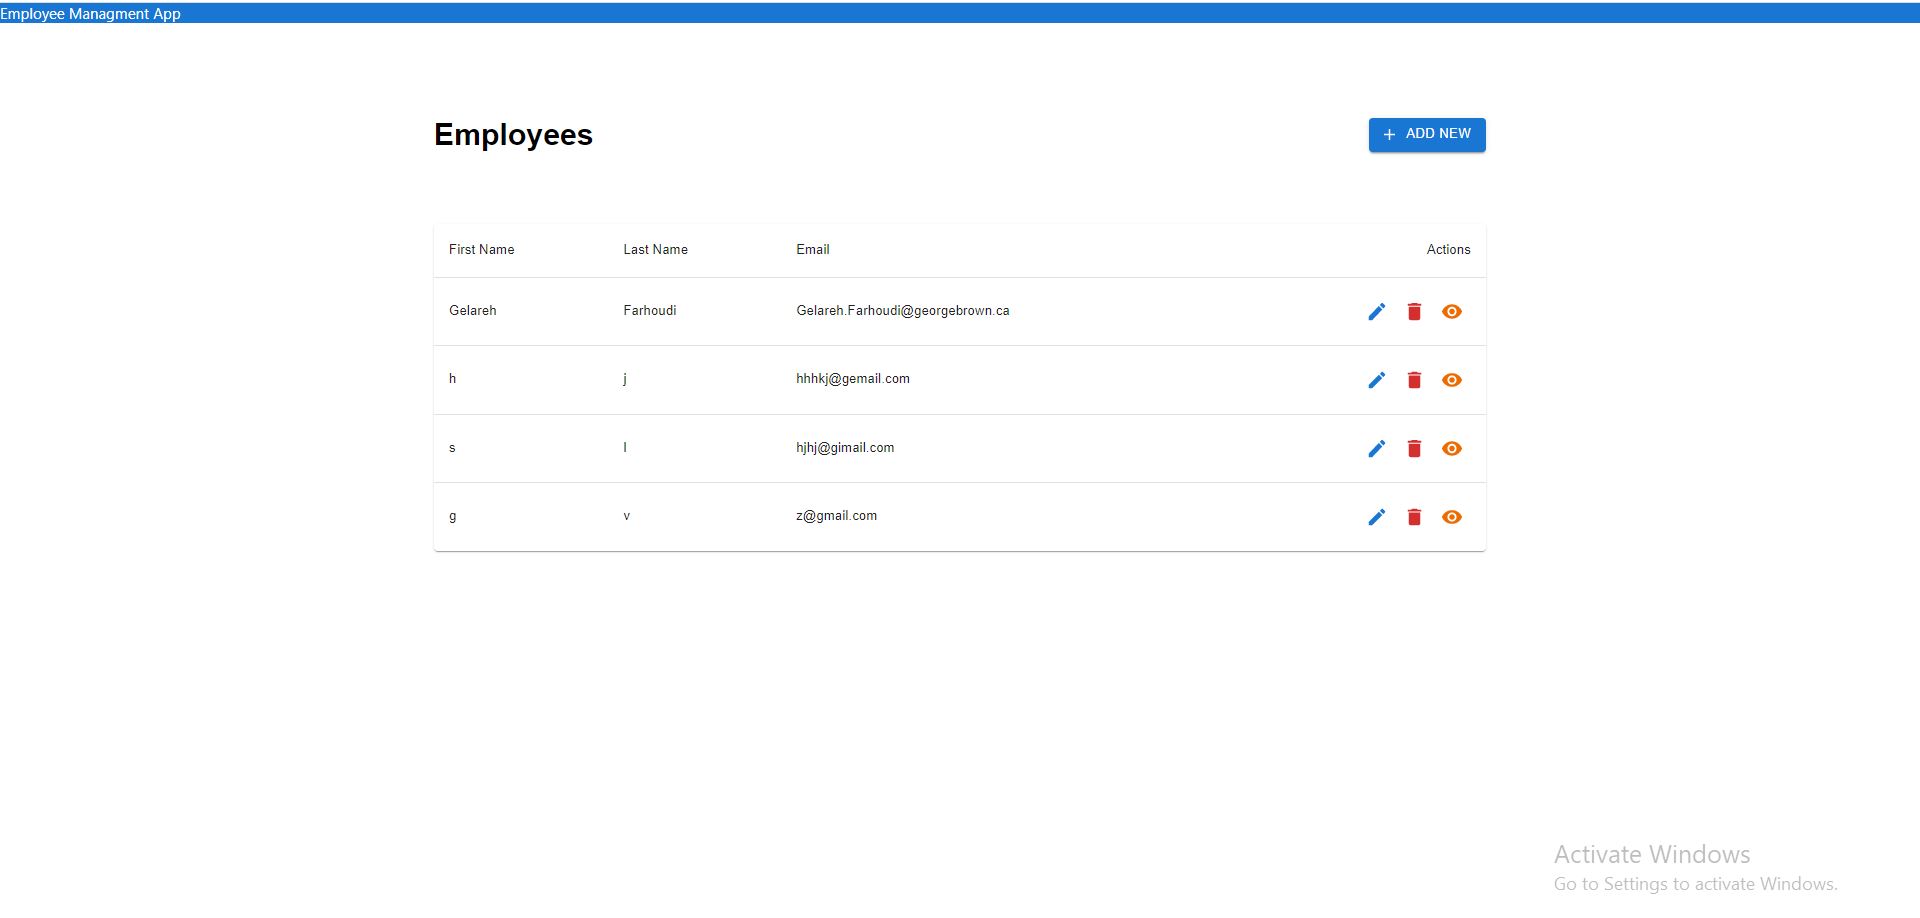 Employee Managment App
Employees
ADD NEW
First Name Last Name Email Actions
Gelareh Farhoudi Gelareh.Farhoudi@georgebrown.ca
h j hhhkj@gemail.com
s l hjhj@gimail.com
g v z@gmail.com
Activate Windows
Go to Settings to activate Windows.